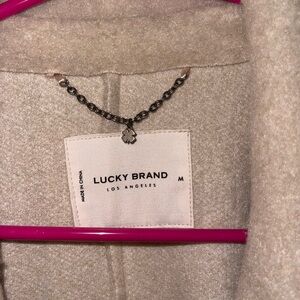 MADE IN CHINA
LUCKY BRAND
LOS ANGELES
M